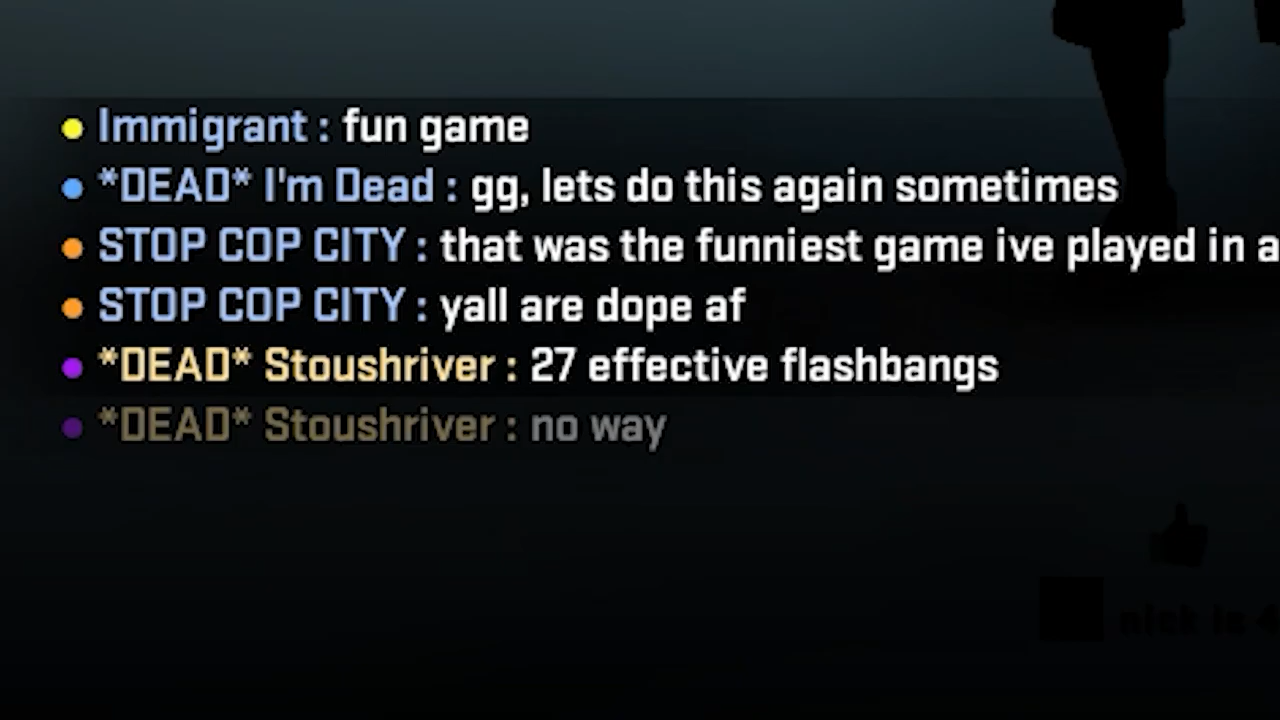 Immigrant : fun game
*DEAD* I'm Dead : gg, lets do this again sometimes
STOP COP CITY : that was the funniest game ive played in a
STOP COP CITY : yall are dope af
*DEAD* Stoushriver : 27 effective flashbangs
*DEAD* Stoushriver : no way
nick is